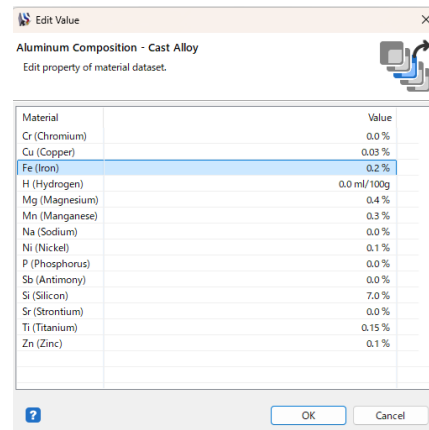 Edit Value
Aluminum Composition - Cast Alloy
Edit property of material dataset.
Material Value
Cr (Chromium) 0.0 %
Cu (Copper) 0.03 %
Fe (Iron) 0.2 %
H (Hydrogen) 0.0 ml/100g
Mg (Magnesium) 0.4 %
Mn (Manganese) 0.3 %
Na (Sodium) 0.0 %
Ni (Nickel) 0.1 %
P (Phosphorus) 0.0 %
Sb (Antimony) 0.0 %
Si (Silicon) 7.0 %
Sr (Strontium) 0.0 %
Ti (Titanium) 0.15 %
Zn (Zinc) 0.1 %
? OK Cancel